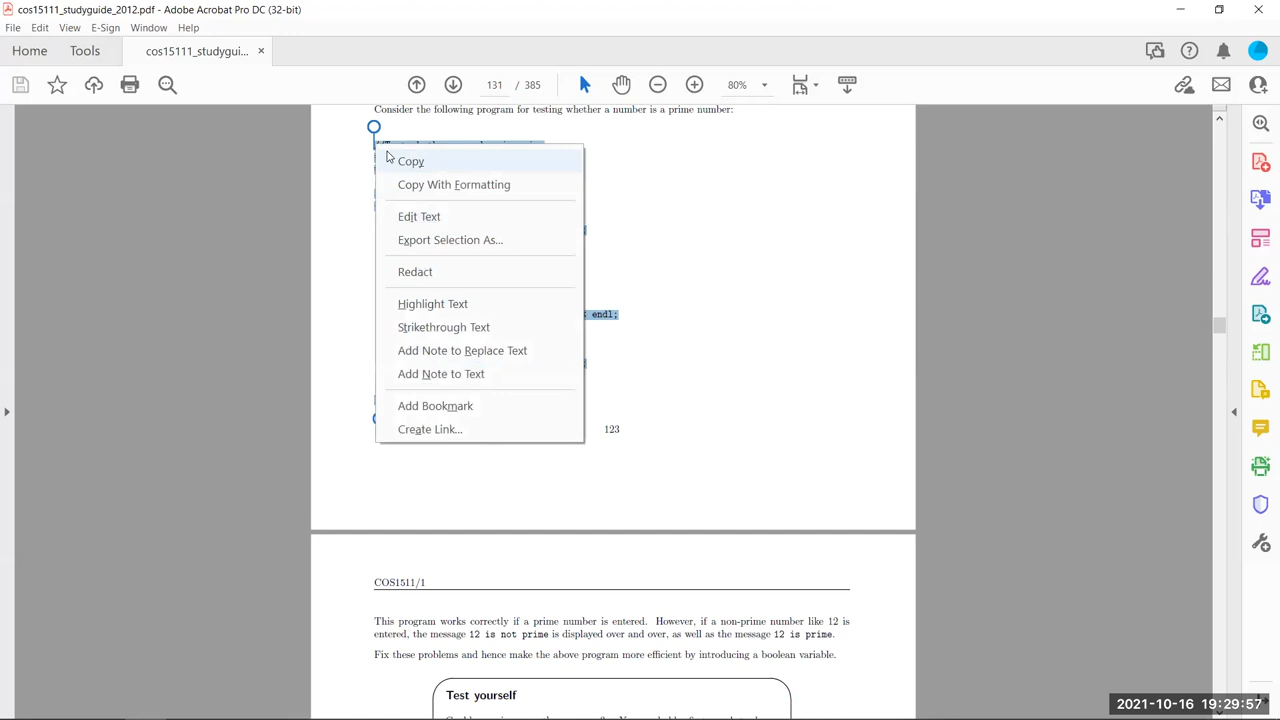 cos15111_studyguide_2012.pdf - Adobe Acrobat Pro DC (32-bit)
File Edit View E-Sign Window Help
Home Tools cos15111_studygui... ×
131 / 385 80%
Consider the following program for testing whether a number is a prime number:
Copy
Copy With Formatting
Edit Text
Export Selection As...
Redact
Highlight Text
endl;
Strikethrough Text
Add Note to Replace Text
Add Note to Text
Add Bookmark
Create Link...
123
COS1511/1
This program works correctly if a prime number is entered. However, if a non-prime number like 12 is
entered, the message 12 is not prime is displayed over and over, as well as the message 12 is prime.
Fix these problems and hence make the above program more efficient by introducing a boolean variable.
Test yourself
2021-10-16 19:29:57